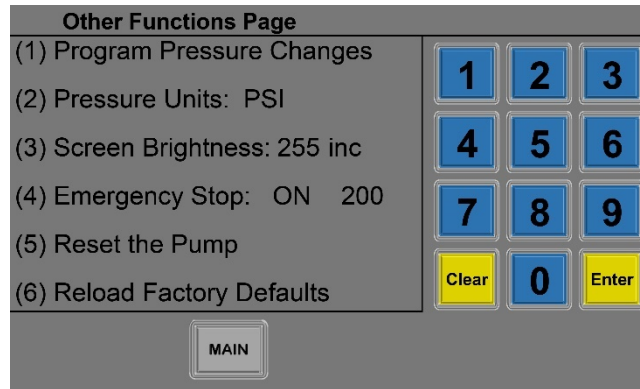 Other Functions Page
(1) Program Pressure Changes
(2) Pressure Units: PSI
(3) Screen Brightness: 255 inc
(4) Emergency Stop: ON 200
(5) Reset the Pump
(6) Reload Factory Defaults
MAIN
1 2 3
4 5 6
7 8 9
Clear 0 Enter